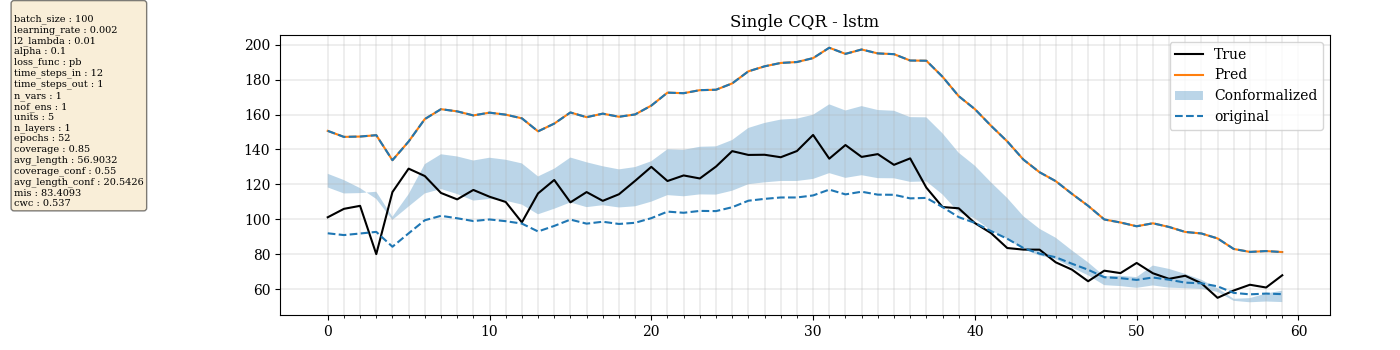 batch_size : 100
learning_rate : 0.002
l2_lambda : 0.01
alpha : 0.1
loss_func : pb
time_steps_in : 12
time_steps_out : 1
n_vars : 1
nof_ens : 1
units : 5
n_layers : 1
epochs : 52
coverage : 0.85
avg_length : 56.9032
coverage_conf : 0.55
avg_length_conf : 20.5426
mis : 83.4093
cwc : 0.537
Single CQR - lstm
200
180
160
140
120
100
80
60
True
Pred
Conformalized
original
0 10 20 30 40 50 60